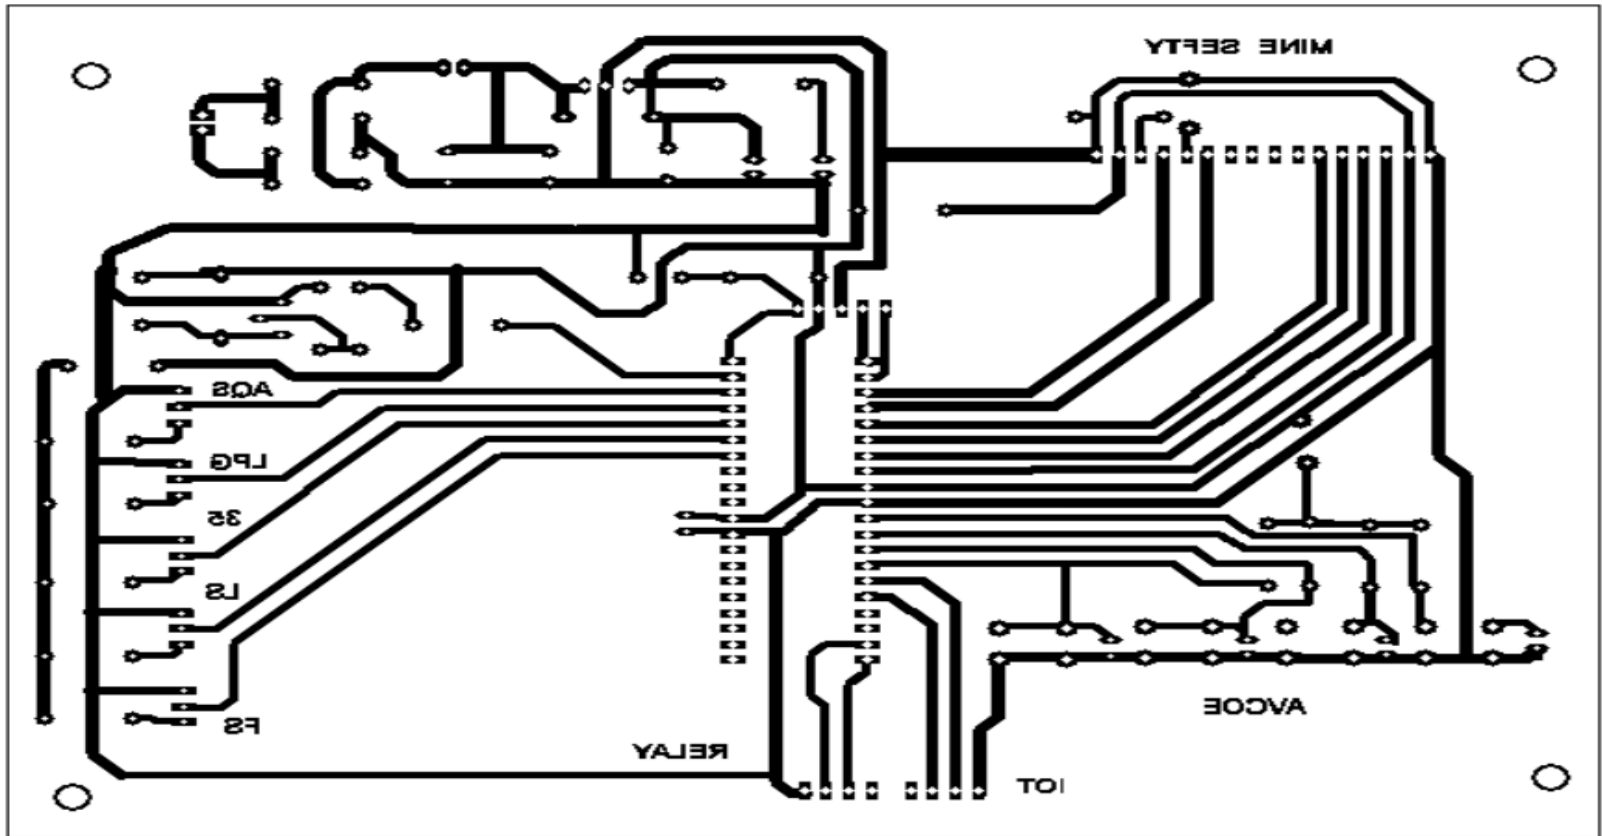 MINE SEFTY
AQS
LPG
35
LS
FS
AVCOE
RELAY
IOT